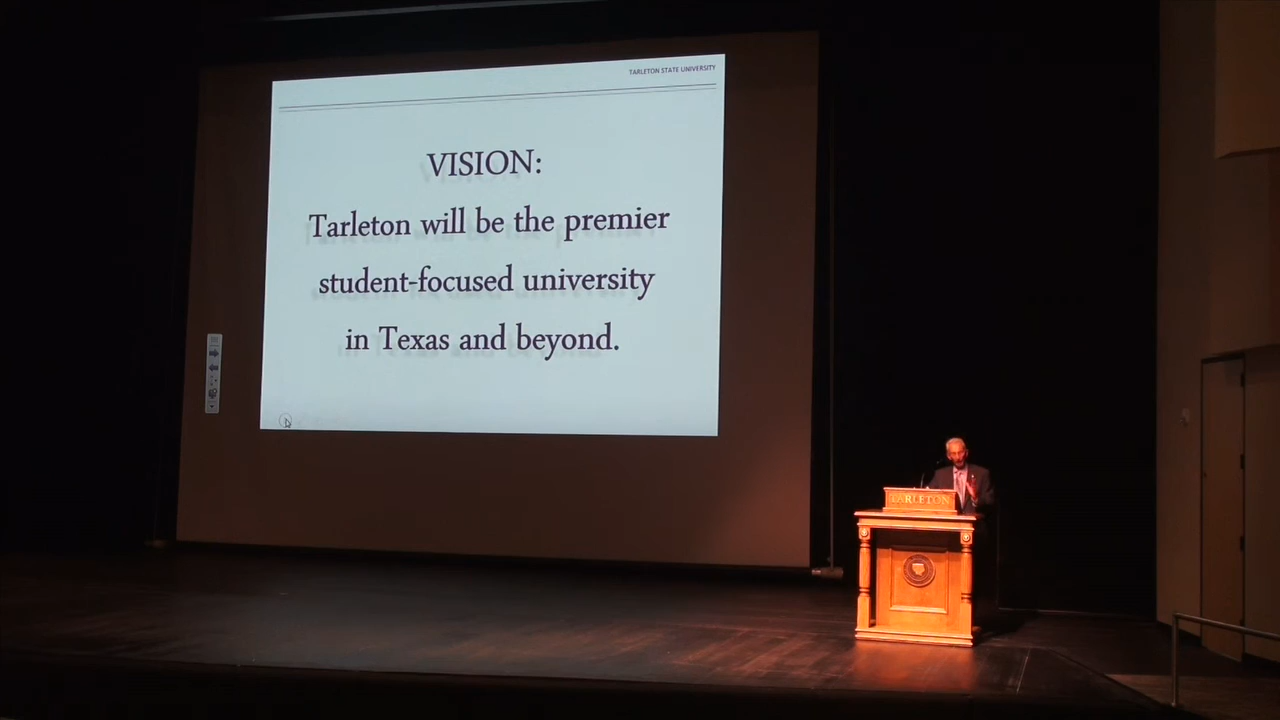 TARLETON STATE UNIVERSITY
VISION:
Tarleton will be the premier
student-focused university
in Texas and beyond.
TARLETON